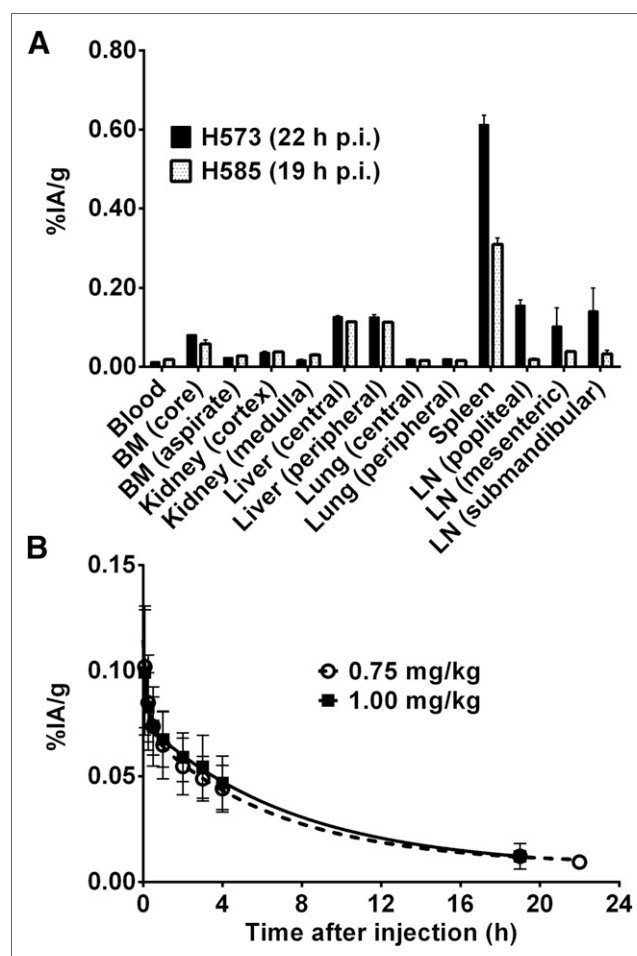 A
0.80
0.60
0.40
0.20
0.00
%IA/g
H573 (22 h p.i.)
H585 (19 h p.i.)
Blood
BM (core)
BM (aspirate)
Kidney (cortex)
Kidney (medulla)
Liver (central)
Liver (peripheral)
Lung (central)
Lung (peripheral)
Spleen
LN (popliteal)
LN (mesenteric)
LN (submandibular)
B
0.15
0.10
0.05
0.00
%IA/g
0.75 mg/kg
1.00 mg/kg
0 4 8 12 16 20 24
Time after injection (h)